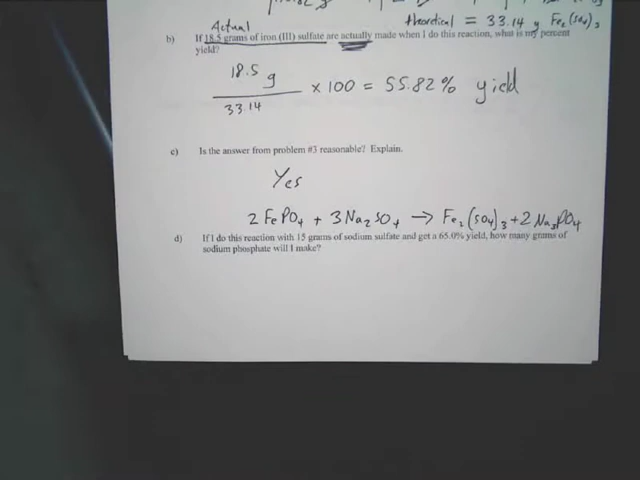 Actual theoretical = 33.14 g Fe2(SO4)3
b) If 18.5 grams of iron (III) sulfate are actually made when I do this reaction, what is my percent
yield?
18.5 g
33.14
× 100 = 55.82% yield
c) Is the answer from problem #3 reasonable? Explain.
Yes
2 FePO4 + 3 Na2SO4 → Fe2(SO4)3 + 2 Na3PO4
d) If I do this reaction with 15 grams of sodium sulfate and get a 65.0% yield, how many grams of
sodium phosphate will I make?